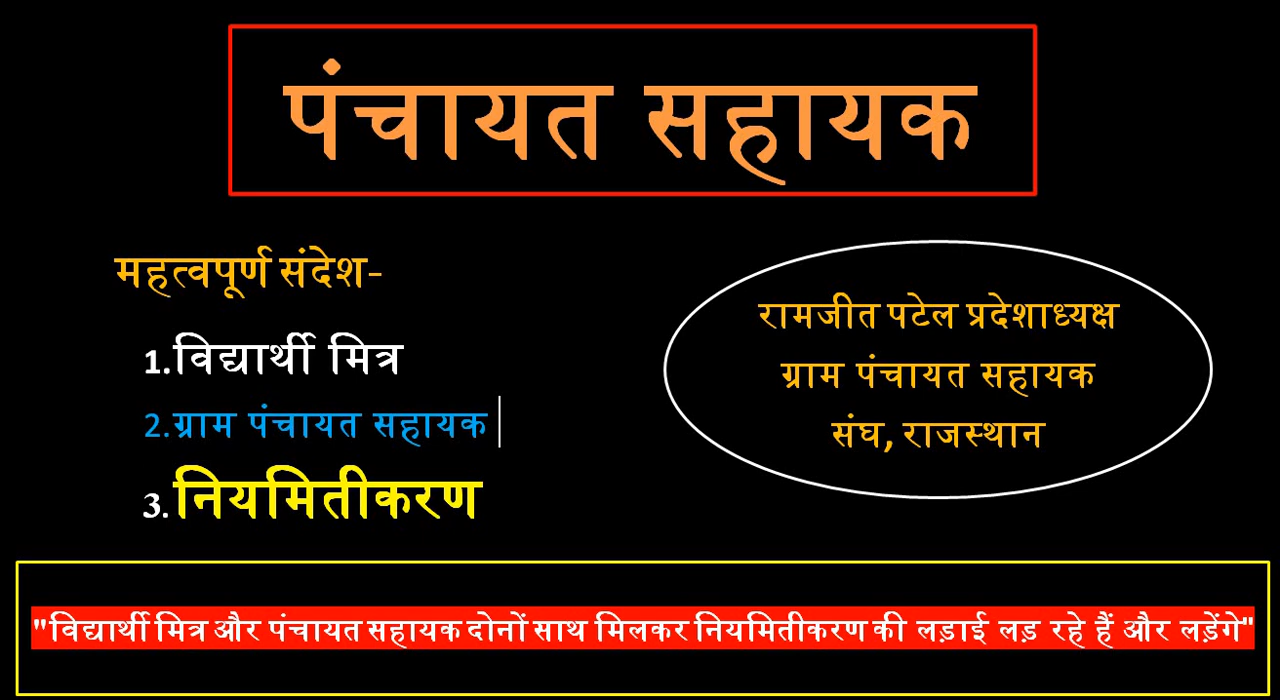 पंचायत सहायक
महत्वपूर्ण संदेश-
1.विद्यार्थी मित्र
2.ग्राम पंचायत सहायक
3.नियमितीकरण
रामजीत पटेल प्रदेशाध्यक्ष
ग्राम पंचायत सहायक
संघ, राजस्थान
"विद्यार्थी मित्र और पंचायत सहायक दोनों साथ मिलकर नियमितीकरण की लड़ाई लड़ रहे हैं और लड़ेंगे"